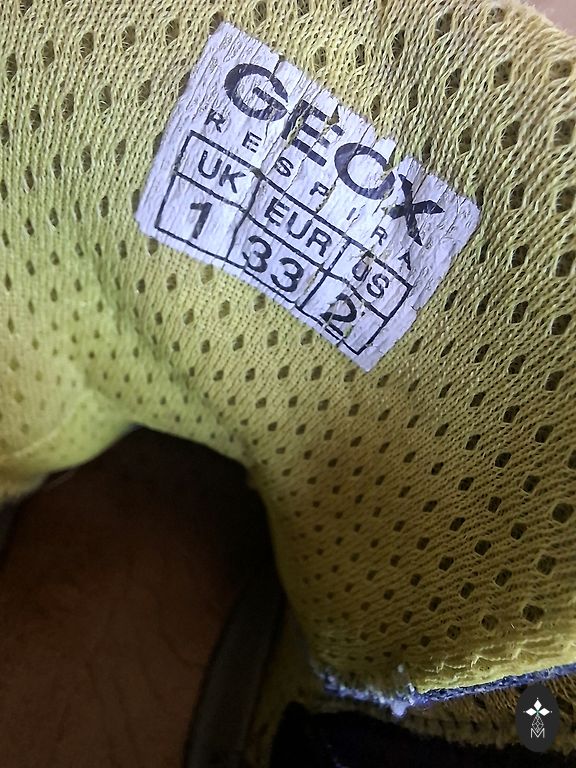 GEOX
RESPIRA
UK EUR US
1 33 2